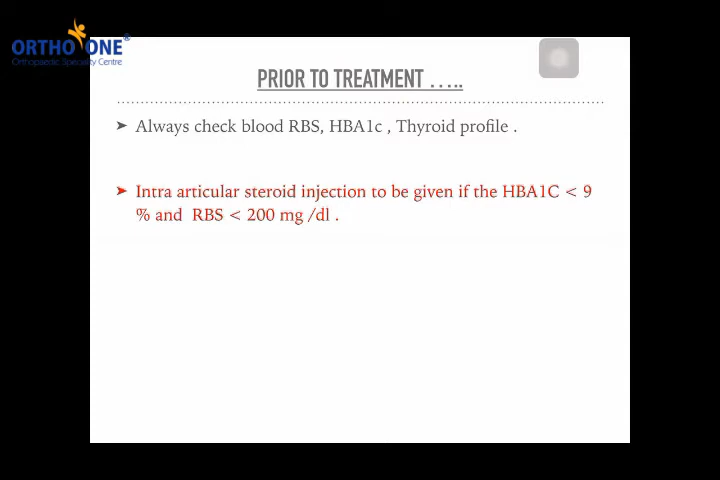 ORTHO ONE®
Orthopaedic Speciality Centre
PRIOR TO TREATMENT .....
➤ Always check blood RBS, HBA1c , Thyroid profile .
➤ Intra articular steroid injection to be given if the HBA1C < 9
% and RBS < 200 mg /dl .